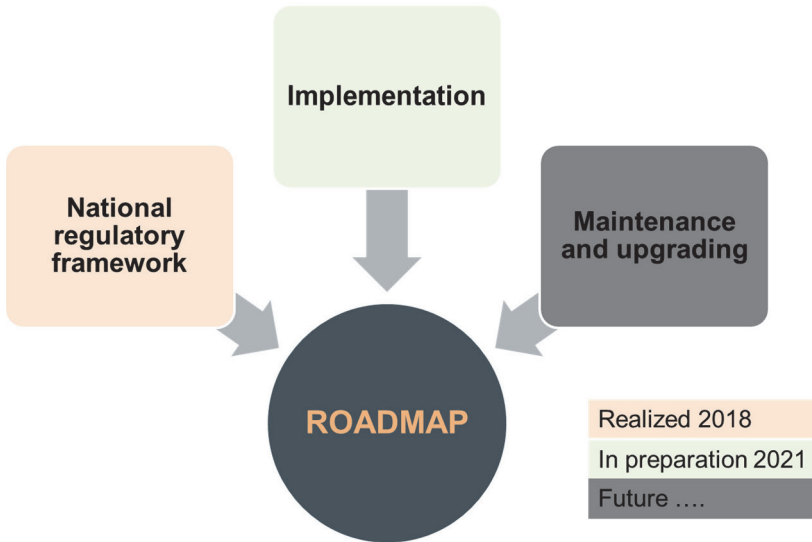 Implementation
National
regulatory
framework
Maintenance
and upgrading
ROADMAP
Realized 2018
In preparation 2021
Future ....